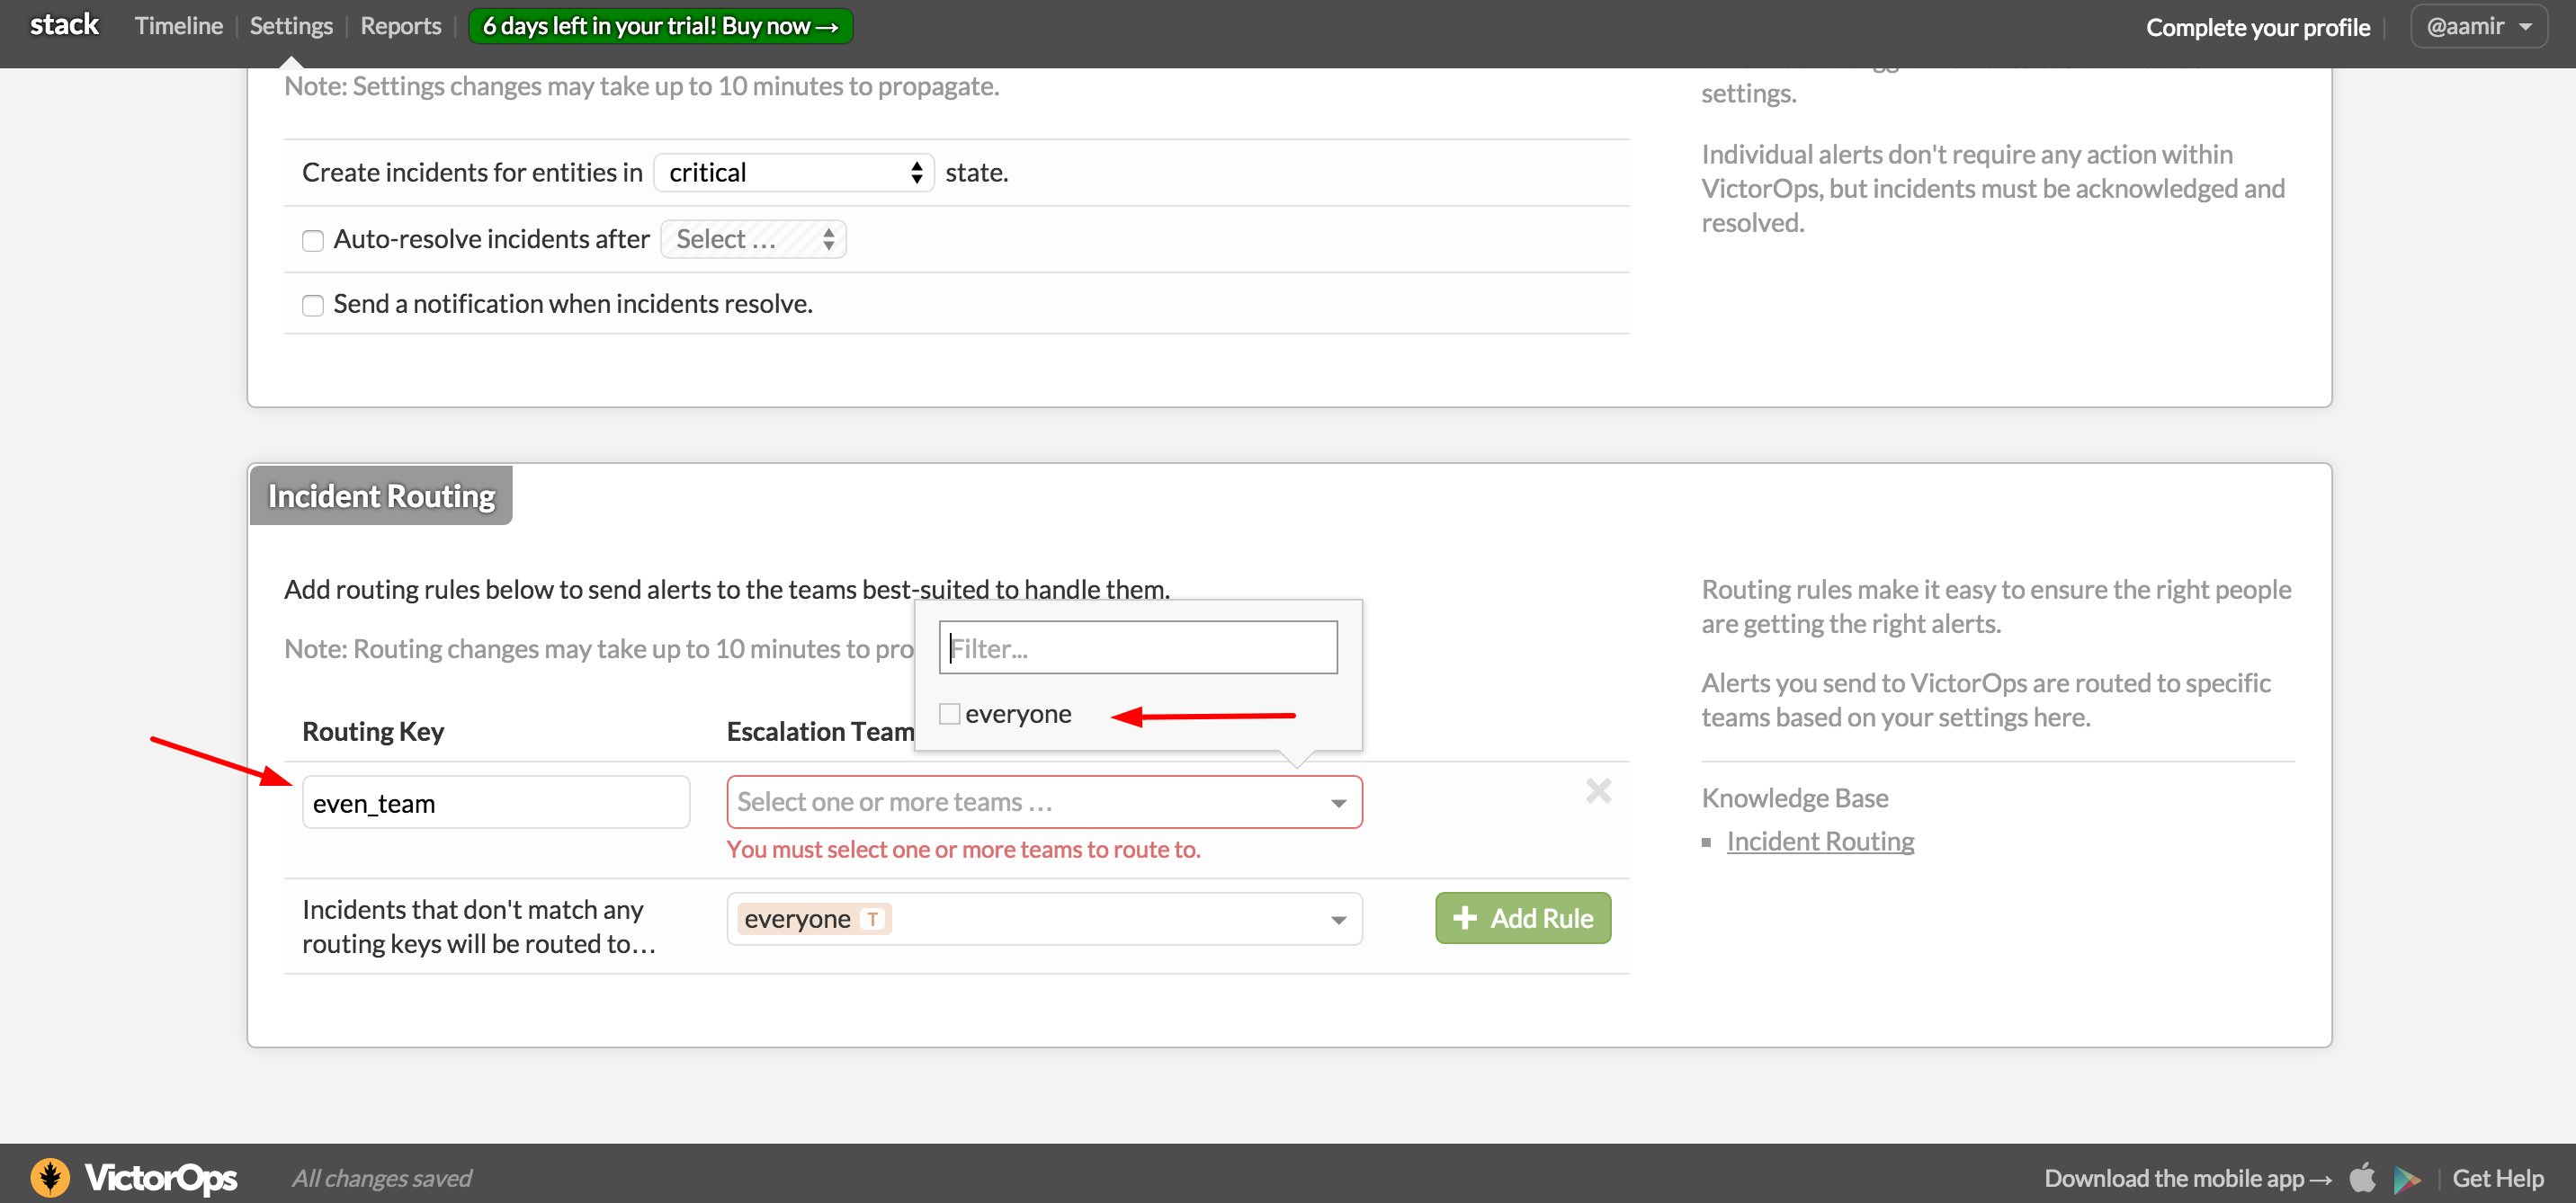 stack Timeline Settings Reports 6 days left in your trial! Buy now → Complete your profile @aamir
Note: Settings changes may take up to 10 minutes to propagate.
Create incidents for entities in critical state.
Auto-resolve incidents after Select ...
Send a notification when incidents resolve.
settings.
Individual alerts don't require any action within
VictorOps, but incidents must be acknowledged and
resolved.
Incident Routing
Add routing rules below to send alerts to the teams best-suited to handle them.
Note: Routing changes may take up to 10 minutes to pro
Filter...
everyone
Routing Key Escalation Team
even_team Select one or more teams ...
You must select one or more teams to route to.
Incidents that don't match any
routing keys will be routed to...
everyone T
Add Rule
Routing rules make it easy to ensure the right people
are getting the right alerts.
Alerts you send to VictorOps are routed to specific
teams based on your settings here.
Knowledge Base
Incident Routing
VictorOps All changes saved Download the mobile app → Get Help